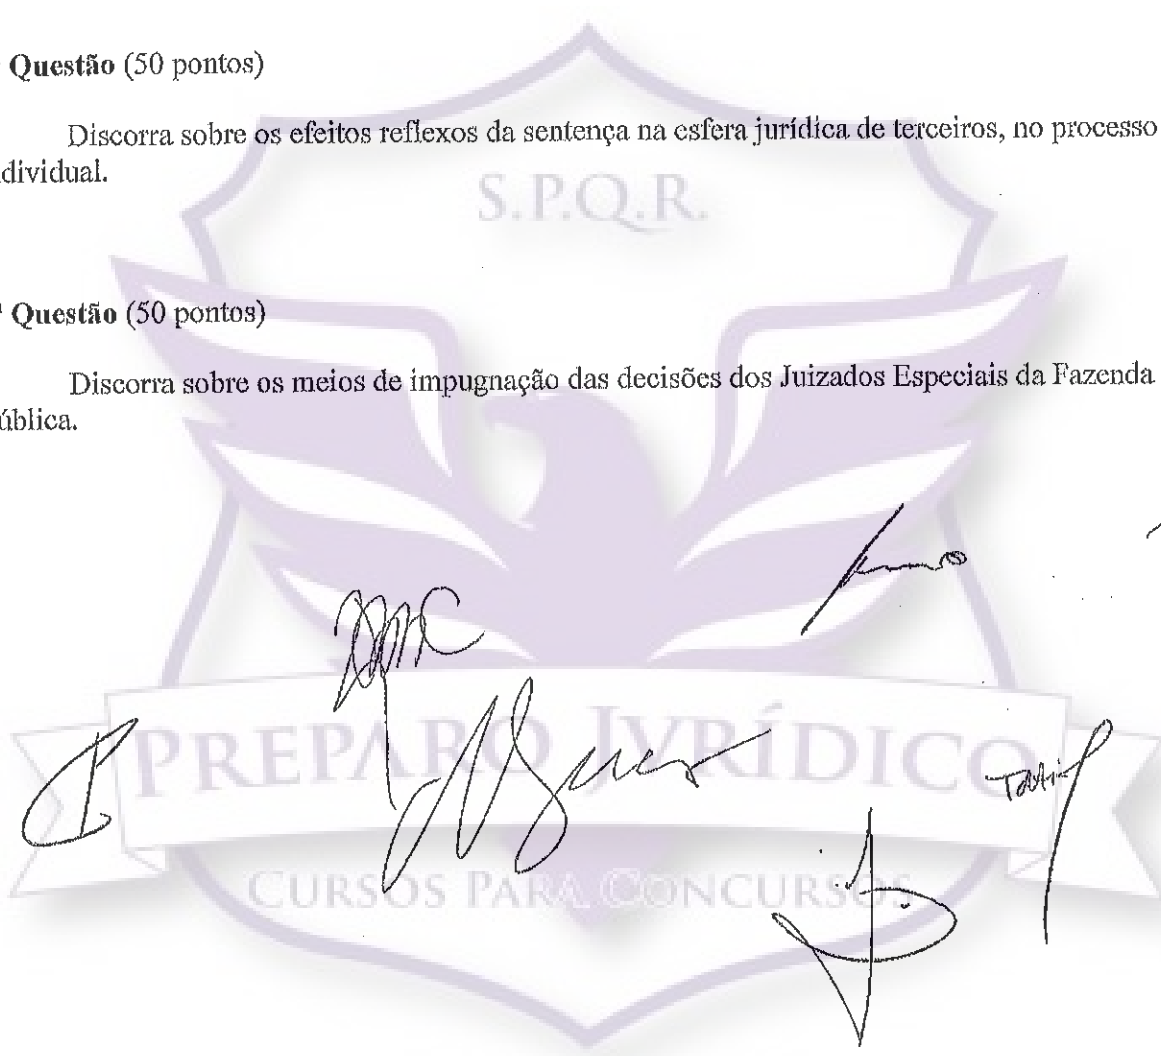 Questão (50 pontos)
Discorra sobre os efeitos reflexos da sentença na esfera jurídica de terceiros, no processo
dividual.
S.P.Q.R.
ª Questão (50 pontos)
Discorra sobre os meios de impugnação das decisões dos Juizados Especiais da Fazenda
ública.
PREPARO JVRÍDICO
CURSOS PARA CONCURSOS